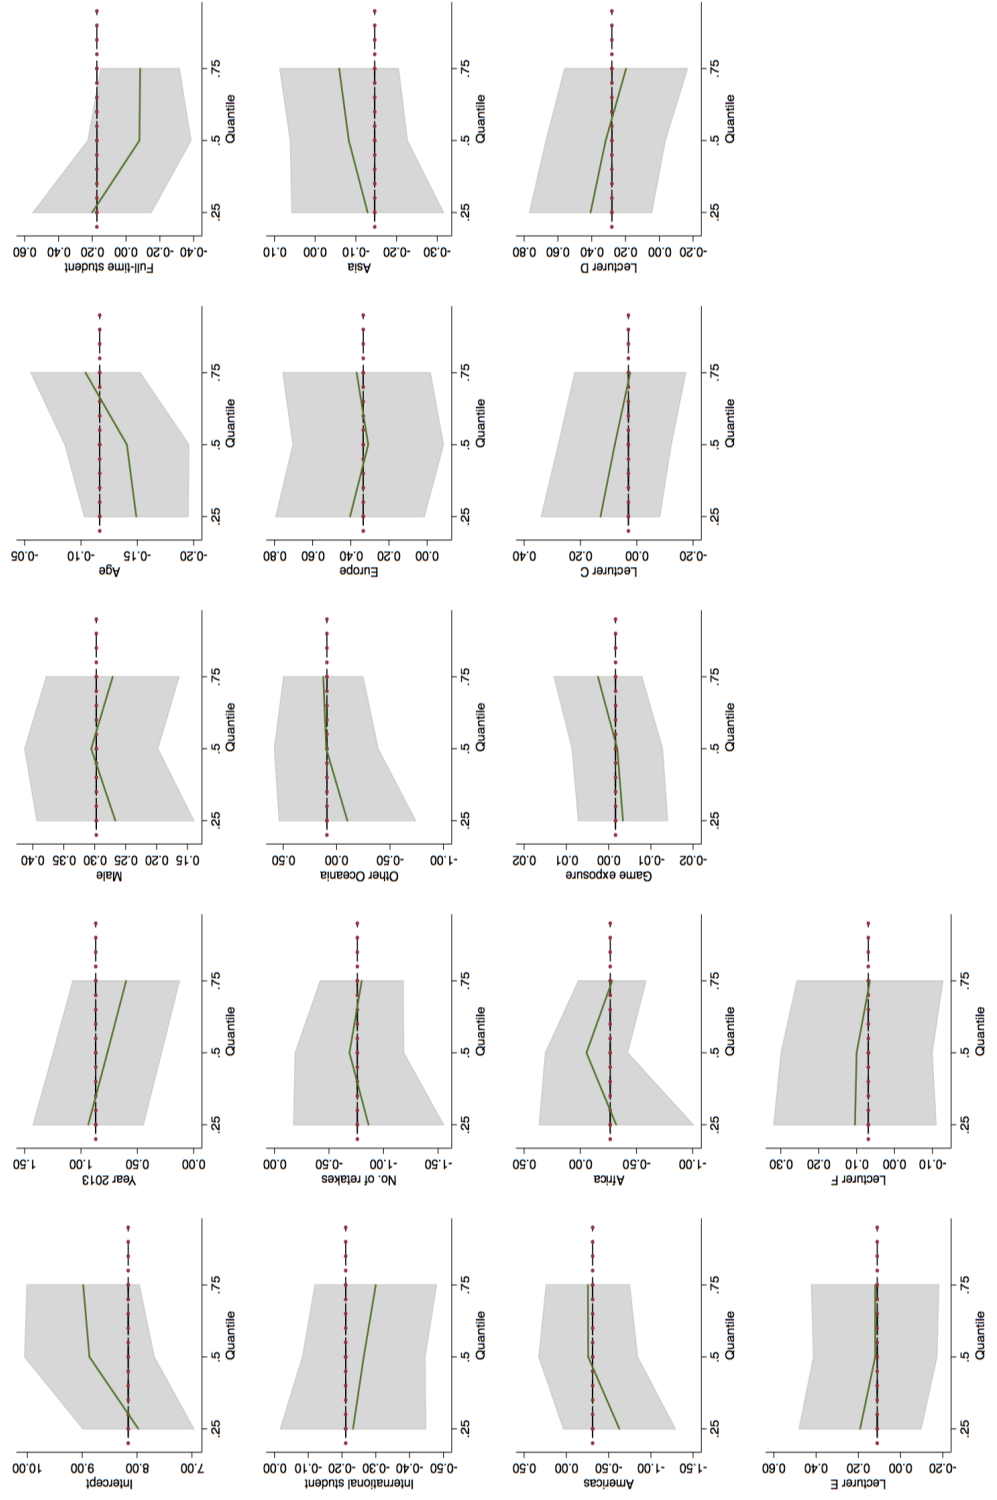 Intercept
10.00
9.00
8.00
7.00
.25 .5 .75
Quantile
Year 2013
1.50
1.00
0.50
0.00
.25 .5 .75
Quantile
Male
0.40
0.35
0.30
0.25
0.20
0.15
.25 .5 .75
Quantile
Age
-0.05
-0.10
-0.15
-0.20
.25 .5 .75
Quantile
Full-time student
0.60
0.40
0.20
0.00
-0.20
-0.40
.25 .5 .75
Quantile
International student
0.00
-0.10
-0.20
-0.30
-0.40
-0.50
.25 .5 .75
Quantile
No. of retakes
0.00
-0.50
-1.00
-1.50
.25 .5 .75
Quantile
Other Oceania
0.50
0.00
-0.50
-1.00
.25 .5 .75
Quantile
Europe
0.80
0.60
0.40
0.20
0.00
.25 .5 .75
Quantile
Asia
0.10
0.00
-0.10
-0.20
-0.30
.25 .5 .75
Quantile
Americas
0.50
0.00
-0.50
-1.00
-1.50
.25 .5 .75
Quantile
Africa
0.50
0.00
-0.50
-1.00
.25 .5 .75
Quantile
Game exposure
0.02
0.01
0.00
-0.01
-0.02
.25 .5 .75
Quantile
Lecturer C
0.40
0.20
0.00
-0.20
.25 .5 .75
Quantile
Lecturer D
0.80
0.60
0.40
0.20
0.00
-0.20
.25 .5 .75
Quantile
Lecturer E
0.60
0.40
0.20
0.00
-0.20
.25 .5 .75
Quantile
Lecturer F
0.30
0.20
0.10
0.00
-0.10
.25 .5 .75
Quantile